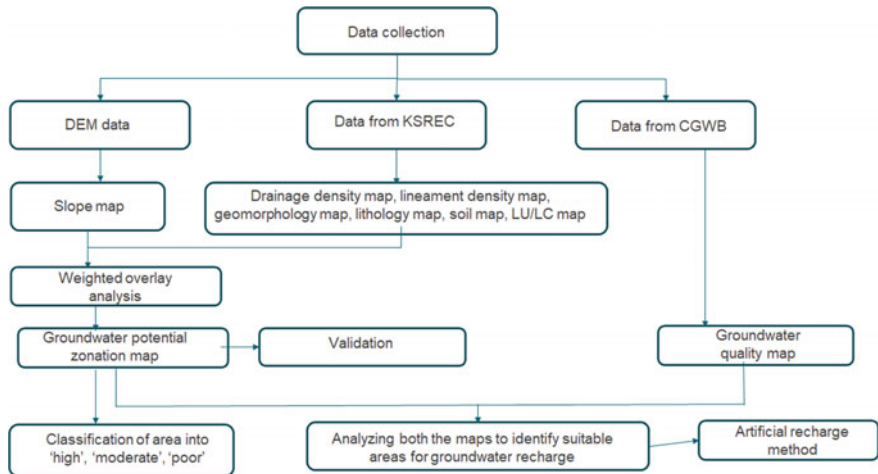 Data collection
DEM data
Data from KSREC
Data from CGWB
Slope map
Drainage density map, lineament density map,
geomorphology map, lithology map, soil map, LU/LC map
Weighted overlay
analysis
Groundwater potential
zonation map
Validation
Groundwater
quality map
Classification of area into
‘high’, ‘moderate’, ‘poor’
Analyzing both the maps to identify suitable
areas for groundwater recharge
Artificial recharge
method